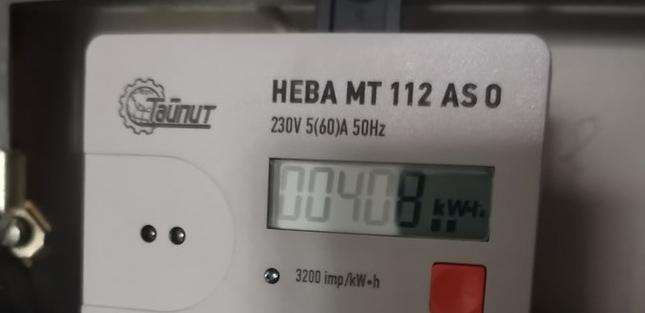 Тайпит
НЕВА МТ 112 AS O
230V 5(60)A 50Hz
00408 kW·h
3200 imp/kW•h